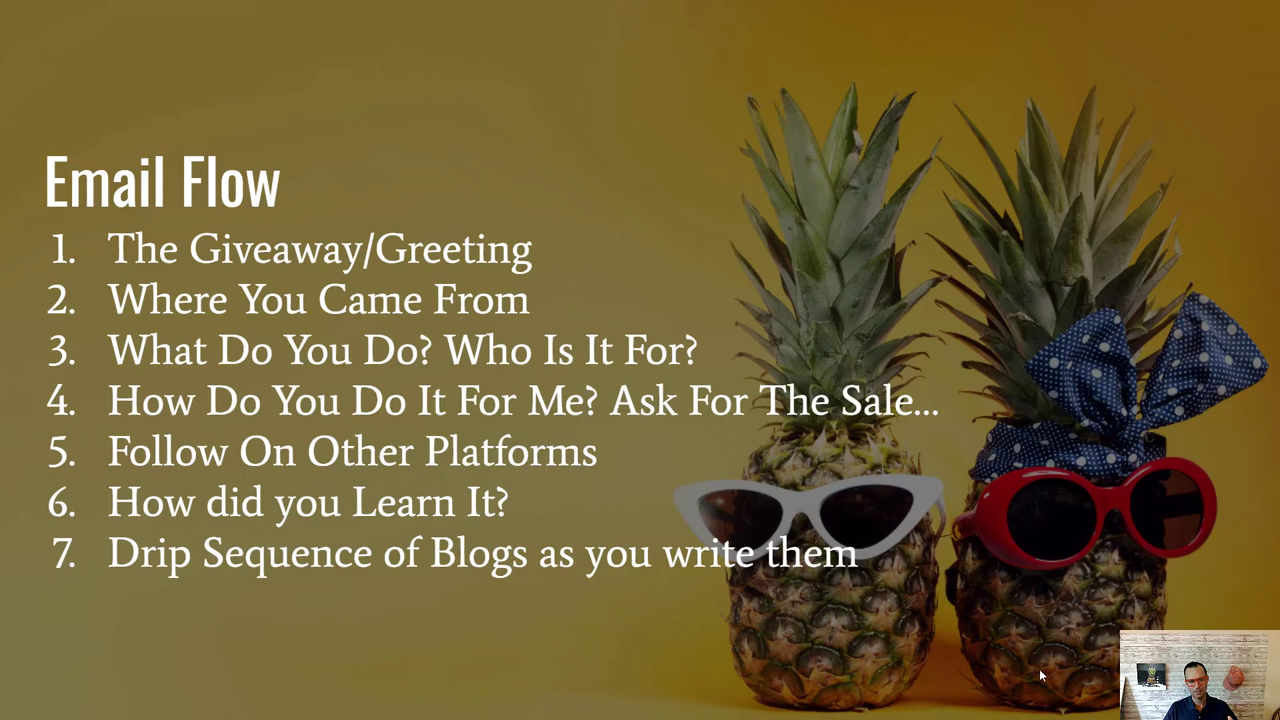 Email Flow
1. The Giveaway/Greeting
2. Where You Came From
3. What Do You Do? Who Is It For?
4. How Do You Do It For Me? Ask For The Sale...
5. Follow On Other Platforms
6. How did you Learn It?
7. Drip Sequence of Blogs as you write them